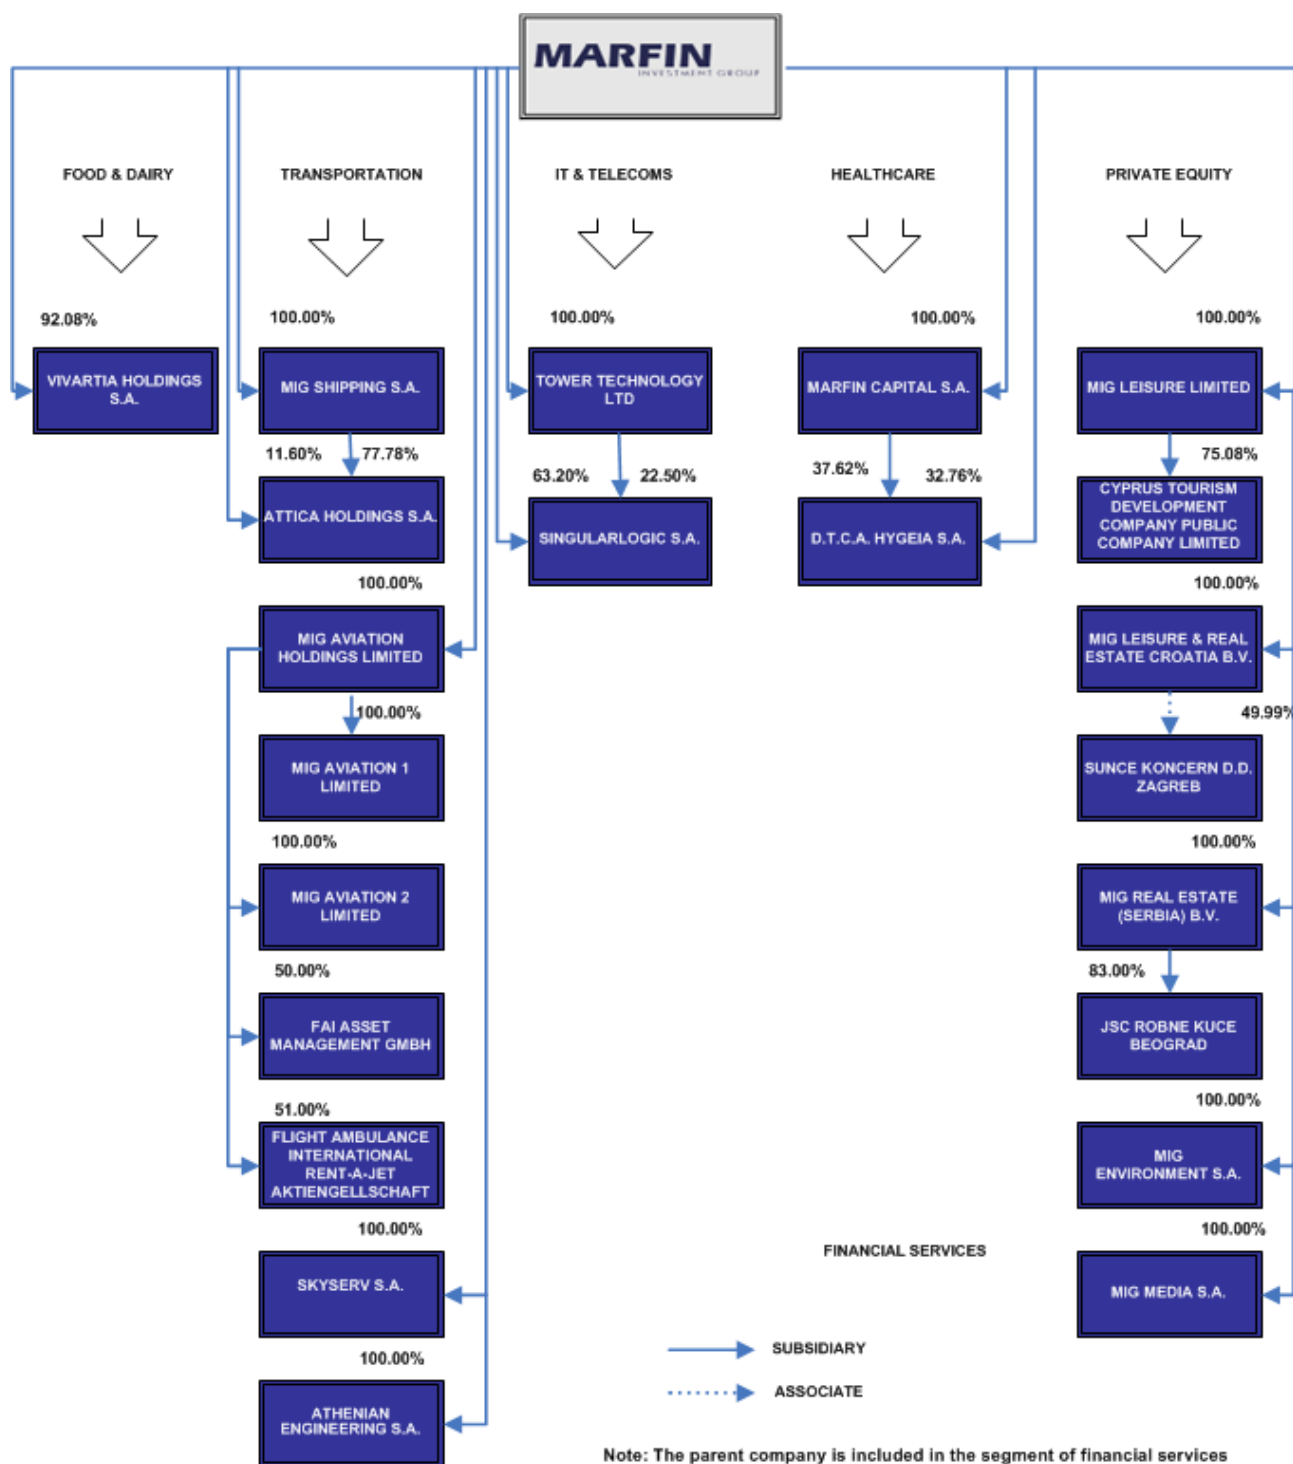 MARFIN
INVESTMENT GROUP
FOOD & DAIRY
TRANSPORTATION
IT & TELECOMS
HEALTHCARE
PRIVATE EQUITY
92.08%
100.00%
100.00%
100.00%
100.00%
VIVARTIA HOLDINGS
S.A.
MIG SHIPPING S.A.
TOWER TECHNOLOGY
LTD
MARFIN CAPITAL S.A.
MIG LEISURE LIMITED
11.60%
77.78%
63.20%
22.50%
37.62%
32.76%
75.08%
ATTICA HOLDINGS S.A.
SINGULARLOGIC S.A.
D.T.C.A. HYGEIA S.A.
CYPRUS TOURISM
DEVELOPMENT
COMPANY PUBLIC
COMPANY LIMITED
100.00%
100.00%
MIG AVIATION
HOLDINGS LIMITED
MIG LEISURE & REAL
ESTATE CROATIA B.V.
100.00%
49.99%
MIG AVIATION 1
LIMITED
SUNCE KONCERN D.D.
ZAGREB
100.00%
100.00%
MIG AVIATION 2
LIMITED
MIG REAL ESTATE
(SERBIA) B.V.
50.00%
83.00%
FAI ASSET
MANAGEMENT GMBH
JSC ROBNE KUCE
BEOGRAD
51.00%
100.00%
FLIGHT AMBULANCE
INTERNATIONAL
RENT-A-JET
AKTIENGELLSCHAFT
MIG
ENVIRONMENT S.A.
100.00%
100.00%
FINANCIAL SERVICES
SKYSERV S.A.
MIG MEDIA S.A.
SUBSIDIARY
100.00%
ASSOCIATE
ATHENIAN
ENGINEERING S.A.
Note: The parent company is included in the segment of financial services